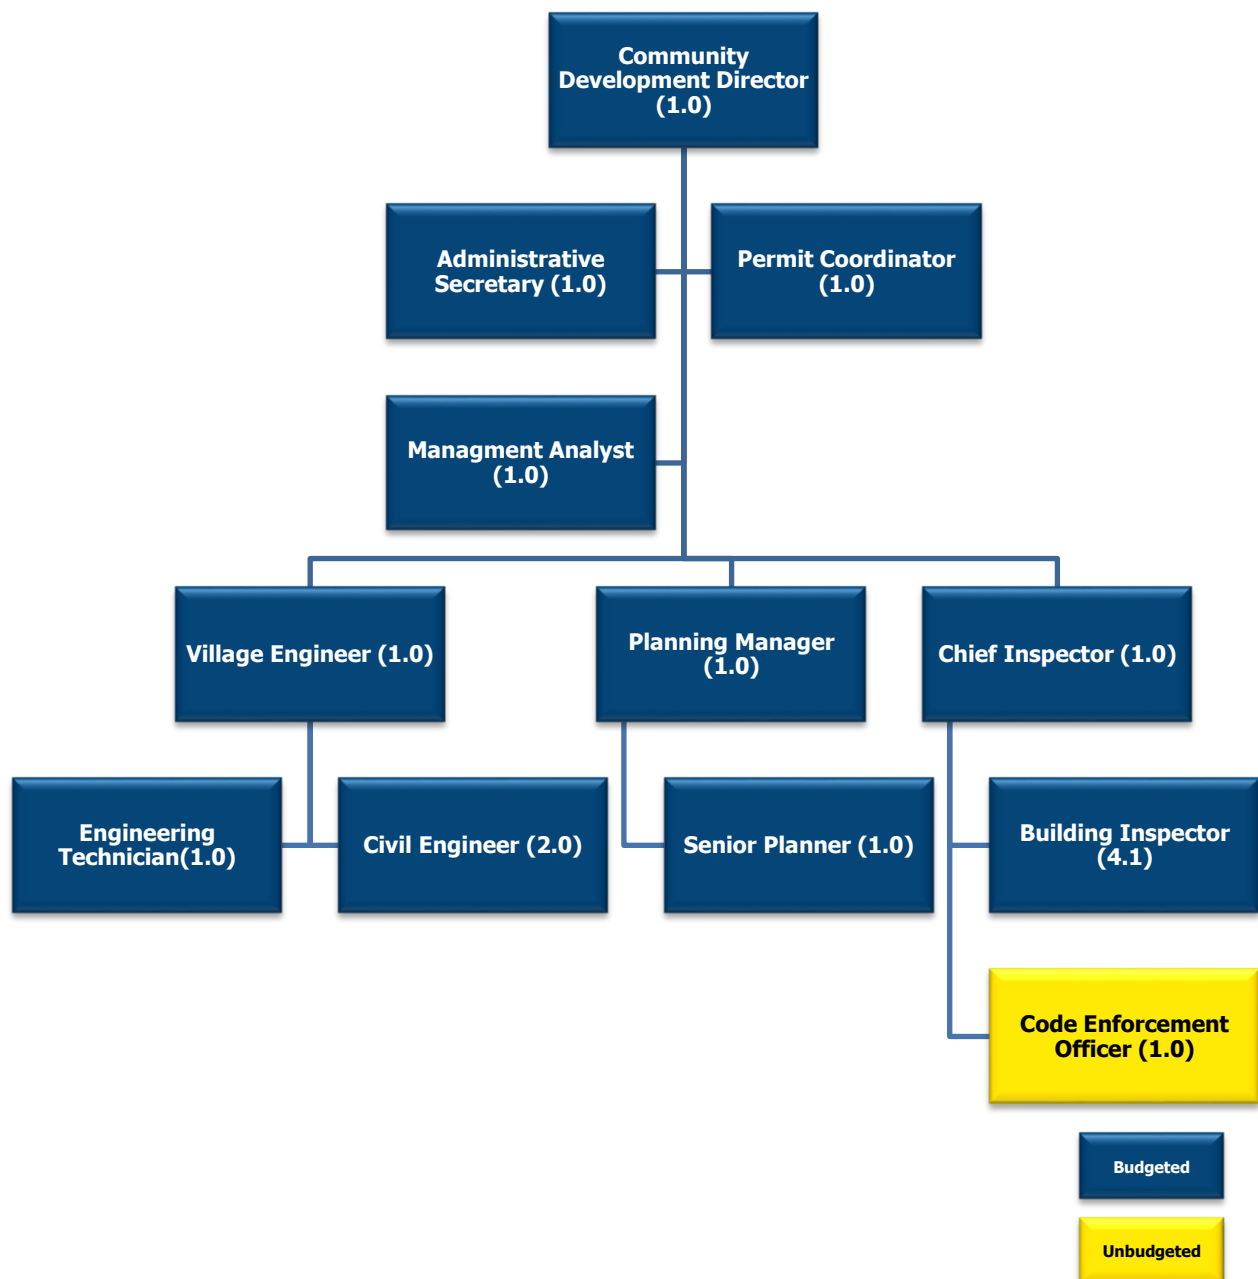 Community
Development Director
(1.0)
Administrative
Secretary (1.0)
Permit Coordinator
(1.0)
Managment Analyst
(1.0)
Village Engineer (1.0)
Planning Manager
(1.0)
Chief Inspector (1.0)
Engineering
Technician(1.0)
Civil Engineer (2.0)
Senior Planner (1.0)
Building Inspector
(4.1)
Code Enforcement
Officer (1.0)
Budgeted
Unbudgeted